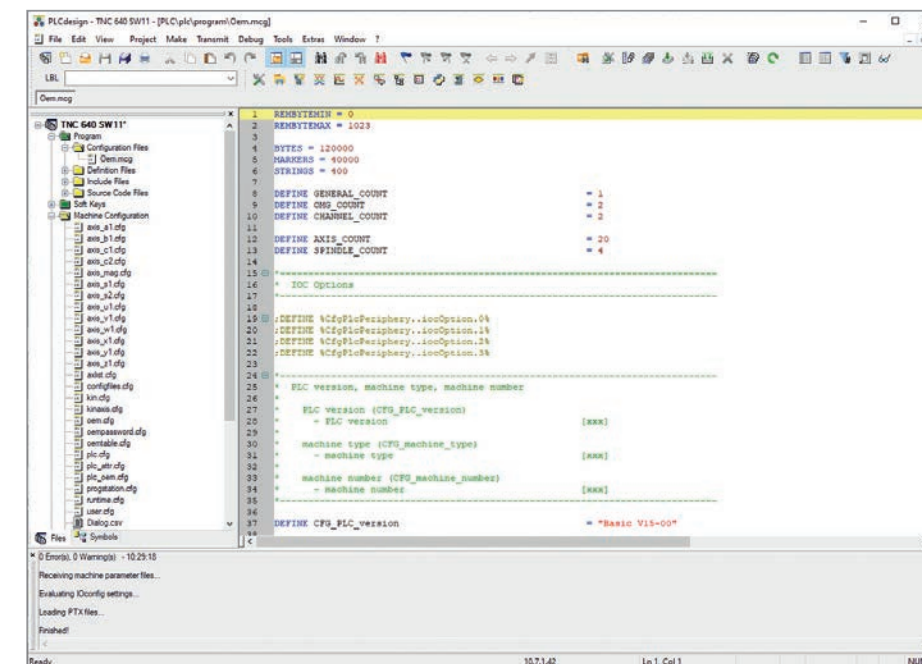 PLCdesign - TNC 640 SW11 - [PLC\plc\program\Oem.mcg]
File Edit View Project Make Transmit Debug Tools Extras Window ?
LBL
Oem.mcg
TNC 640 SW11*
Program
Configuration Files
Oem.mcg
Definition Files
Include Files
Source Code Files
Soft Keys
Machine Configuration
axis_a1.cfg
axis_b1.cfg
axis_c1.cfg
axis_c2.cfg
axis_mag.cfg
axis_s1.cfg
axis_s2.cfg
axis_u1.cfg
axis_v1.cfg
axis_w1.cfg
axis_x1.cfg
axis_y1.cfg
axis_z1.cfg
axlist.cfg
configfiles.cfg
kin.cfg
kinaxis.cfg
oem.cfg
oempassword.cfg
oemtable.cfg
plc.cfg
plc_attr.cfg
plc_oem.cfg
progstation.cfg
runtime.cfg
user.cfg
Dialog.csv
Files Symbols
1 REMBYTEMIN = 0
2 REMBYTEMAX = 1023
3
4 BYTES = 120000
5 MARKERS = 40000
6 STRINGS = 400
7
8 DEFINE GENERAL_COUNT = 1
9 DEFINE OMG_COUNT = 2
10 DEFINE CHANNEL_COUNT = 2
11
12 DEFINE AXIS_COUNT = 20
13 DEFINE SPINDLE_COUNT = 4
14
15 *==============================
16 * IOC Options
17 *------------------------------
18
19 ;DEFINE %CfgPlcPeriphery..iocOption.0%
20 ;DEFINE %CfgPlcPeriphery..iocOption.1%
21 ;DEFINE %CfgPlcPeriphery..iocOption.2%
22 ;DEFINE %CfgPlcPeriphery..iocOption.3%
23
24 *==============================
25 * PLC version, machine type, machine number
26 *
27 * PLC version (CFG_PLC_version)
28 * - PLC version [xxx]
29 *
30 * machine type (CFG_machine_type)
31 * - machine type [xxx]
32 *
33 * machine number (CFG_machine_number)
34 * - machine number [xxx]
35 *------------------------------
36
37 DEFINE CFG_PLC_version = "Basic V15-00"
0 Error(s), 0 Warning(s) - 10:29:18
Receiving machine parameter files...
Evaluating IOconfig settings...
Loading PTX files...
Finished!
Ready 10.7.1.42 Ln 1, Col 1 NUM